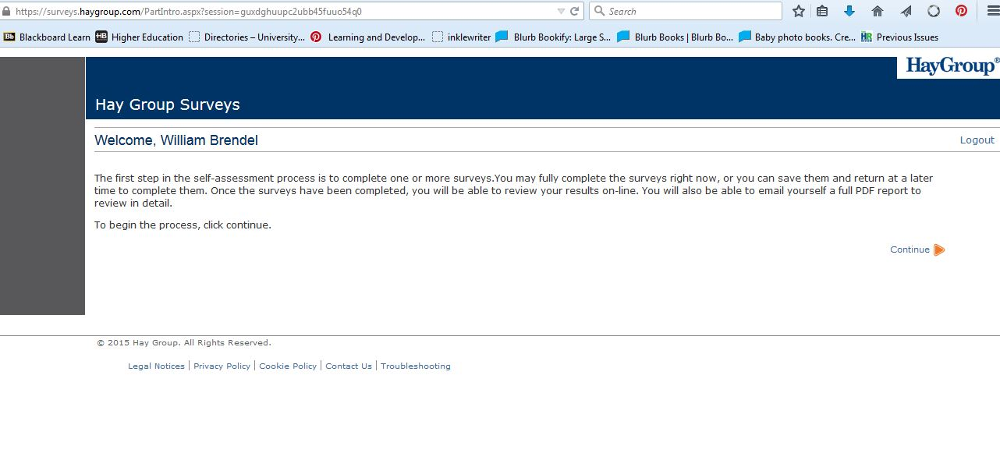 https://surveys.haygroup.com/PartIntro.aspx?session=guxdghuupc2ubb45fuuo54q0 Search
Bb Blackboard Learn HB Higher Education Directories – University... Learning and Develop... inklewriter Blurb Bookify: Large S... Blurb Books | Blurb Bo... Baby photo books. Cre... HR Previous Issues
HayGroup®
Hay Group Surveys
Welcome, William Brendel Logout
The first step in the self-assessment process is to complete one or more surveys.You may fully complete the surveys right now, or you can save them and return at a later
time to complete them. Once the surveys have been completed, you will be able to review your results on-line. You will also be able to email yourself a full PDF report to
review in detail.
To begin the process, click continue.
Continue
© 2015 Hay Group. All Rights Reserved.
Legal Notices | Privacy Policy | Cookie Policy | Contact Us | Troubleshooting